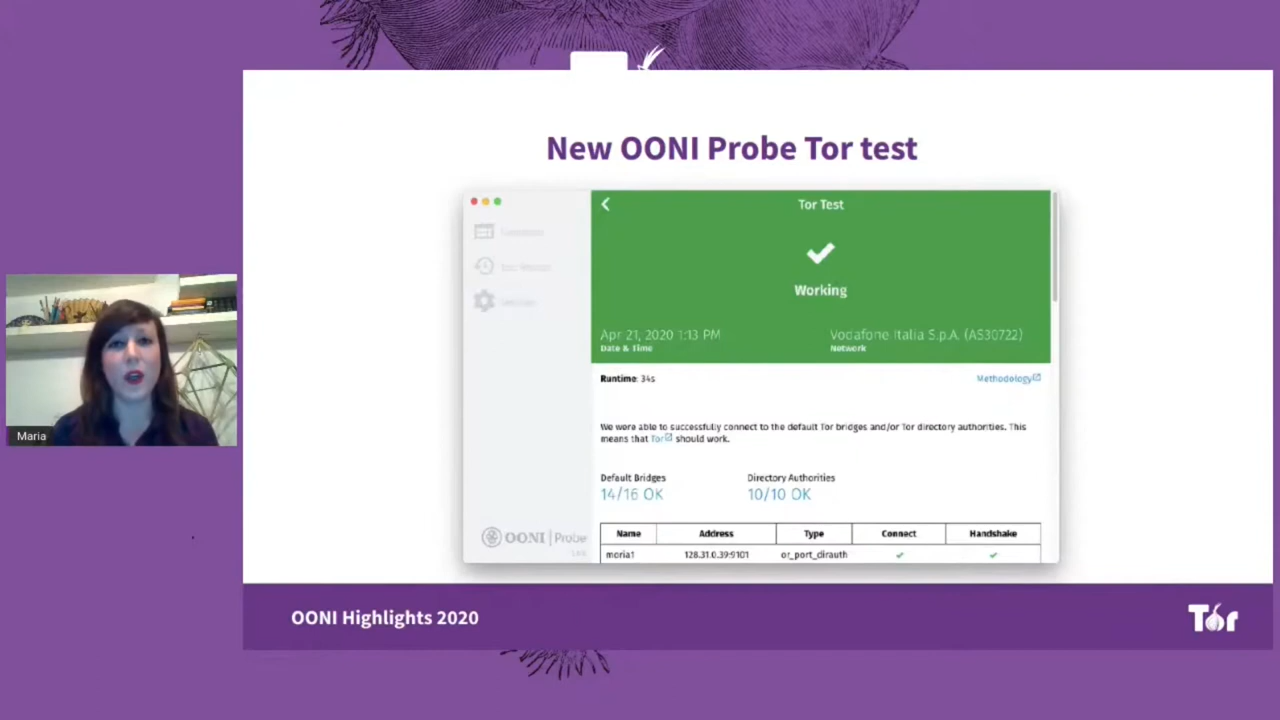 New OONI Probe Tor test
Tor Test
Working
Apr 21, 2020 1:13 PM
Date & Time
Vodafone Italia S.p.A. (AS30722)
Network
Runtime: 34s
Methodology
We were able to successfully connect to the default Tor bridges and/or Tor directory authorities. This
means that Tor should work.
Default Bridges
14/16 OK
Directory Authorities
10/10 OK
Name Address Type Connect Handshake
moria1 128.31.0.39:9101 or_port_dirauth
OONI Probe
Maria
OONI Highlights 2020
Tor